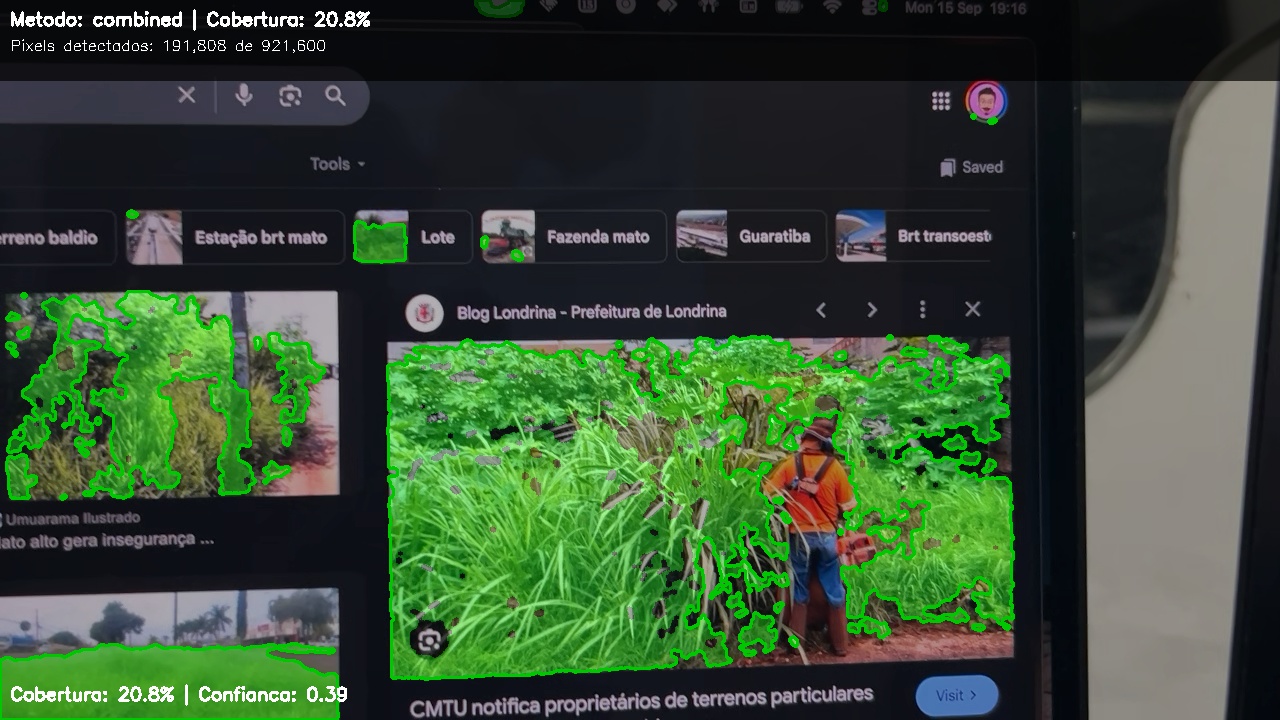 Metodo: combined | Cobertura: 20.8%
Pixels detectados: 191,808 de 921,600
Mon 15 Sep 19:16
Tools
Saved
rreno baldio
Estação brt mato
Lote
Fazenda mato
Guaratiba
Brt transoest
Blog Londrina - Prefeitura de Londrina
Umuarama Ilustrado
lato alto gera insegurança ...
Cobertura: 20.8% | Confianca: 0.39
CMTU notifica proprietários de terrenos particulares
Visit >